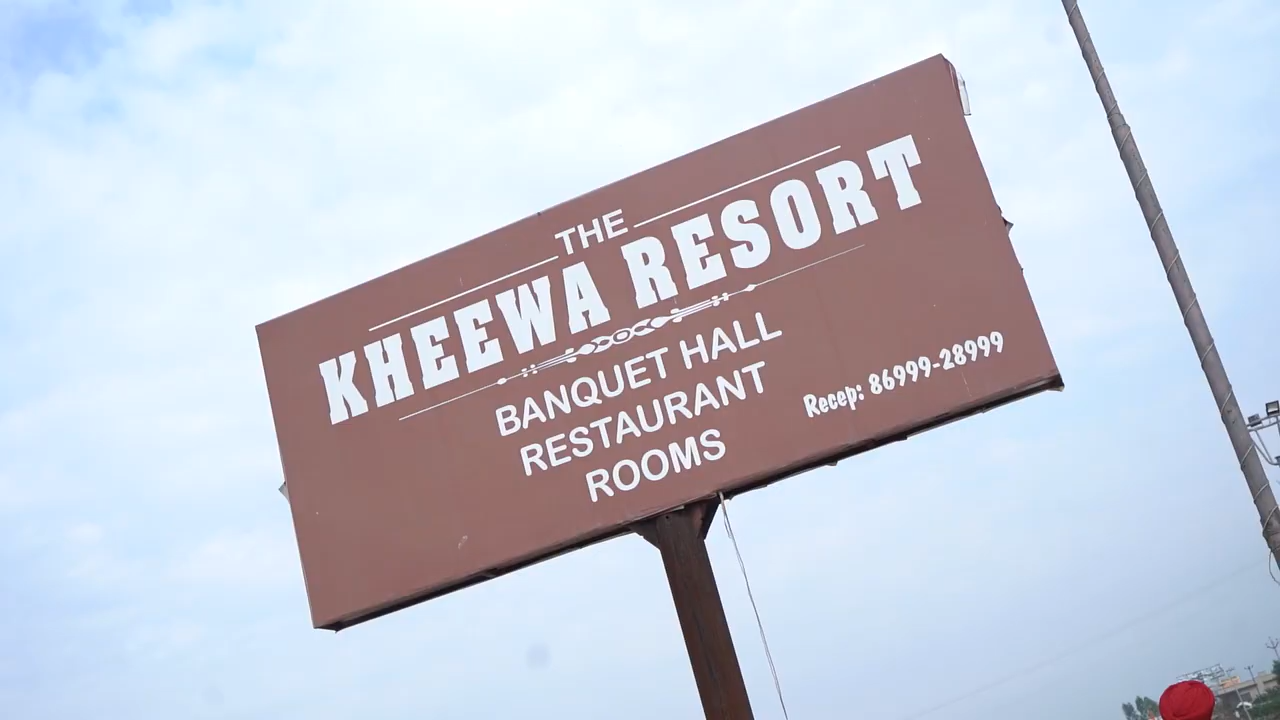 THE
KHEEWA RESORT
BANQUET HALL
RESTAURANT
ROOMS
Recep: 86999-28999